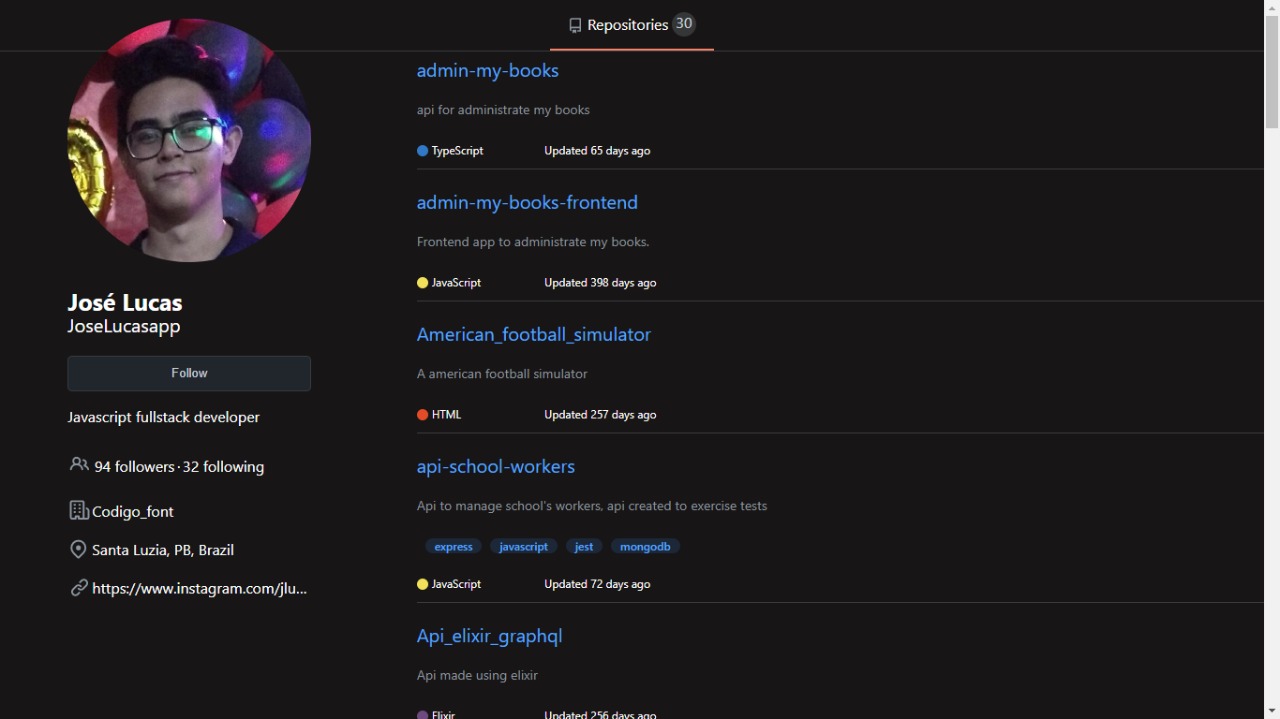 Repositories 30
José Lucas
JoseLucasapp
Follow
Javascript fullstack developer
94 followers · 32 following
Codigo_font
Santa Luzia, PB, Brazil
https://www.instagram.com/jlu...
admin-my-books
api for administrate my books
TypeScript Updated 65 days ago
admin-my-books-frontend
Frontend app to administrate my books.
JavaScript Updated 398 days ago
American_football_simulator
A american football simulator
HTML Updated 257 days ago
api-school-workers
Api to manage school's workers, api created to exercise tests
express javascript jest mongodb
JavaScript Updated 72 days ago
Api_elixir_graphql
Api made using elixir
Elixir Updated 256 days ago